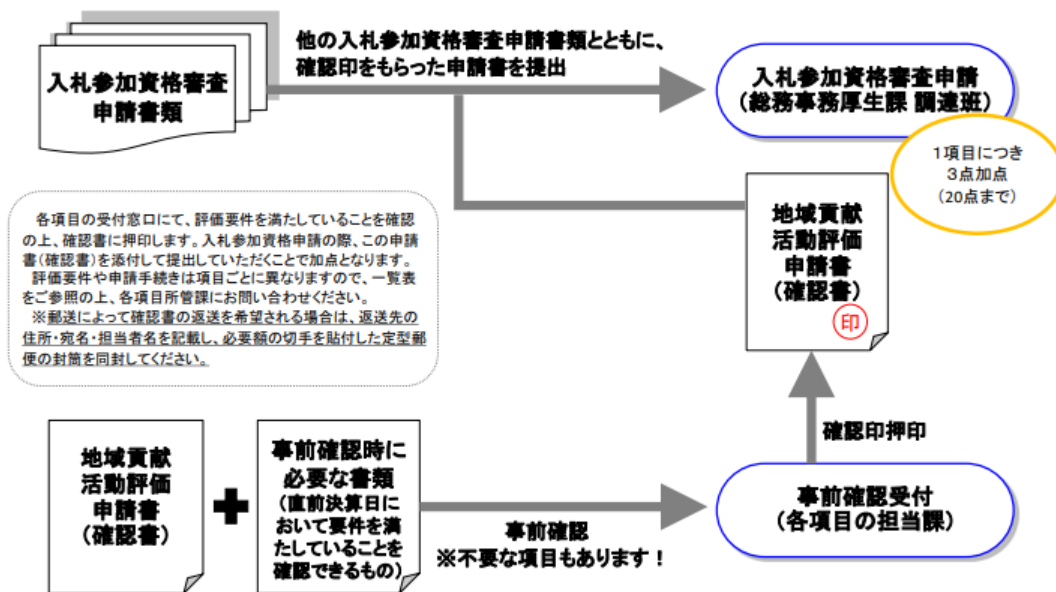 入札参加資格審査
申請書類
他の入札参加資格審査申請書類とともに、
確認印をもらった申請書を提出
入札参加資格審査申請
（総務事務厚生課 調達班）
1項目につき
3点加点
（20点まで）
各項目の受付窓口にて、評価要件を満たしていることを確認
の上、確認書に押印します。入札参加資格申請の際、この申請
書（確認書）を添付して提出していただくことで加点となります。
評価要件や申請手続きは項目ごとに異なりますので、一覧表
をご参照の上、各項目所管課にお問い合わせください。
※郵送によって確認書の返送を希望される場合は、返送先の
住所・宛名・担当者名を記載し、必要額の切手を貼付した定型郵
便の封筒を同封してください。
地域貢献
活動評価
申請書
（確認書）
印
確認印押印
地域貢献
活動評価
申請書
（確認書）
事前確認時に
必要な書類
（直前決算日に
おいて要件を満
たしていることを
確認できるもの）
事前確認
※不要な項目もあります！
事前確認受付
（各項目の担当課）